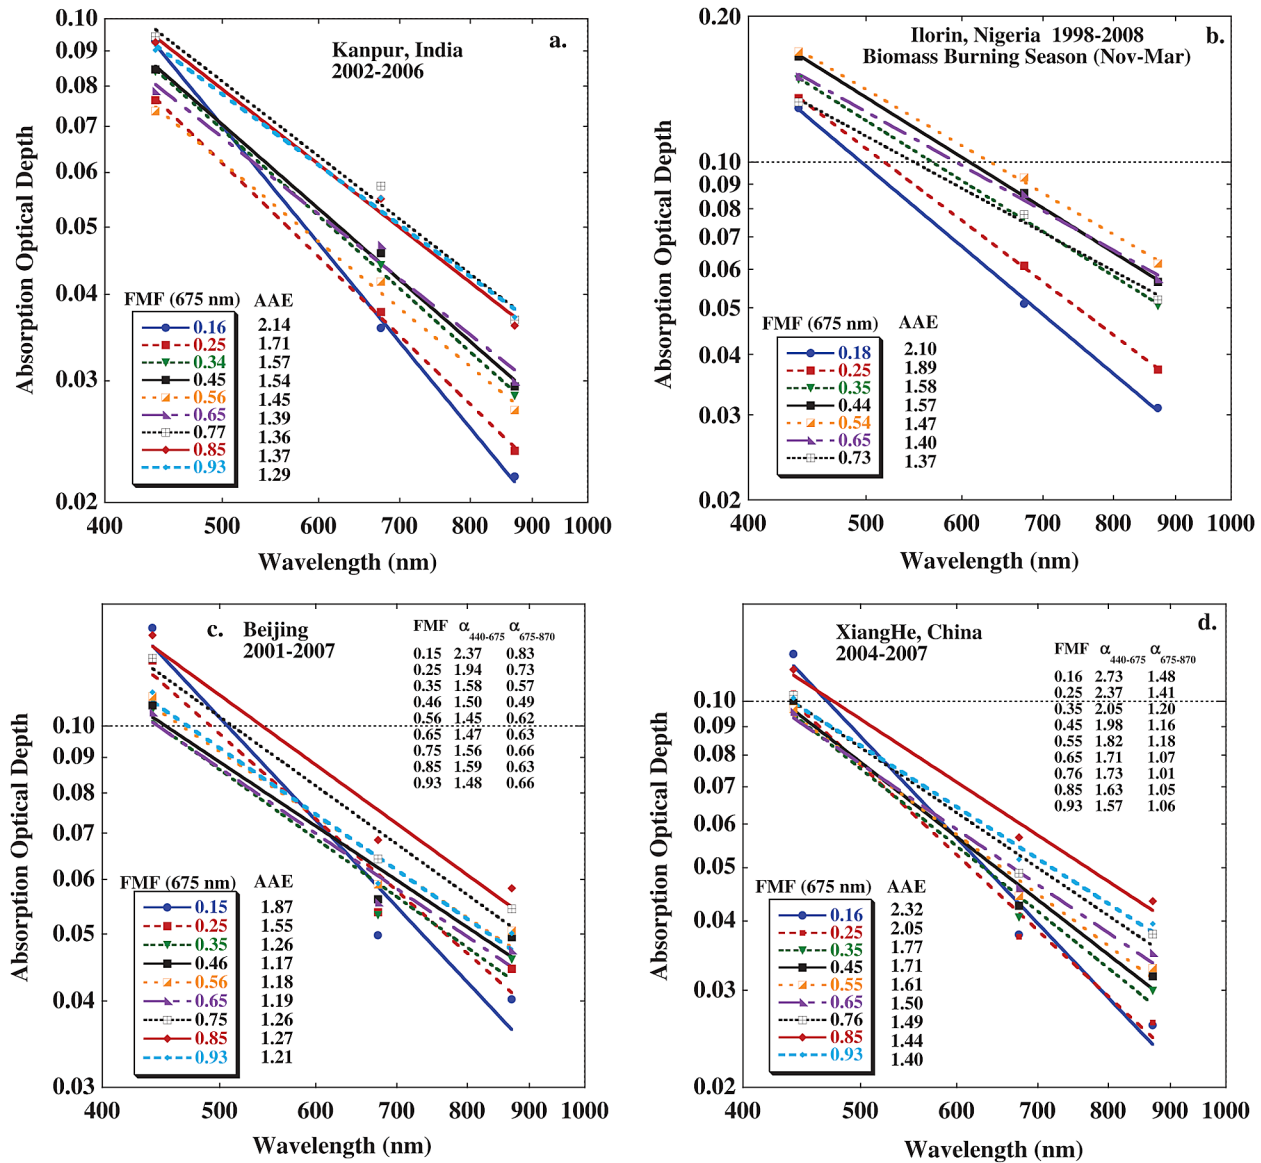 a.
Kanpur, India
2002-2006
Absorption Optical Depth
0.10
0.09
0.08
0.07
0.06
0.05
0.04
0.03
0.02
FMF (675 nm) AAE
0.16 2.14
0.25 1.71
0.34 1.57
0.45 1.54
0.56 1.45
0.65 1.39
0.77 1.36
0.85 1.37
0.93 1.29
400 500 600 700 800 900 1000
Wavelength (nm)
b.
Ilorin, Nigeria 1998-2008
Biomass Burning Season (Nov-Mar)
Absorption Optical Depth
0.20
0.10
0.09
0.08
0.07
0.06
0.05
0.04
0.03
0.02
FMF (675 nm) AAE
0.18 2.10
0.25 1.89
0.35 1.58
0.44 1.57
0.54 1.47
0.65 1.40
0.73 1.37
400 500 600 700 800 900 1000
Wavelength (nm)
c.
Beijing
2001-2007
FMF α440-675 α675-870
0.15 2.37 0.83
0.25 1.94 0.73
0.35 1.58 0.57
0.46 1.50 0.49
0.56 1.45 0.62
0.65 1.47 0.63
0.75 1.56 0.66
0.85 1.59 0.63
0.93 1.48 0.66
Absorption Optical Depth
0.10
0.09
0.08
0.07
0.06
0.05
0.04
0.03
FMF (675 nm) AAE
0.15 1.87
0.25 1.55
0.35 1.26
0.46 1.17
0.56 1.18
0.65 1.19
0.75 1.26
0.85 1.27
0.93 1.21
400 500 600 700 800 900 1000
Wavelength (nm)
d.
XiangHe, China
2004-2007
FMF α440-675 α675-870
0.16 2.73 1.48
0.25 2.37 1.41
0.35 2.05 1.20
0.45 1.98 1.16
0.55 1.82 1.18
0.65 1.71 1.07
0.76 1.73 1.01
0.85 1.63 1.05
0.93 1.57 1.06
Absorption Optical Depth
0.10
0.09
0.08
0.07
0.06
0.05
0.04
0.03
0.02
FMF (675 nm) AAE
0.16 2.32
0.25 2.05
0.35 1.77
0.45 1.71
0.55 1.61
0.65 1.50
0.76 1.49
0.85 1.44
0.93 1.40
400 500 600 700 800 900 1000
Wavelength (nm)